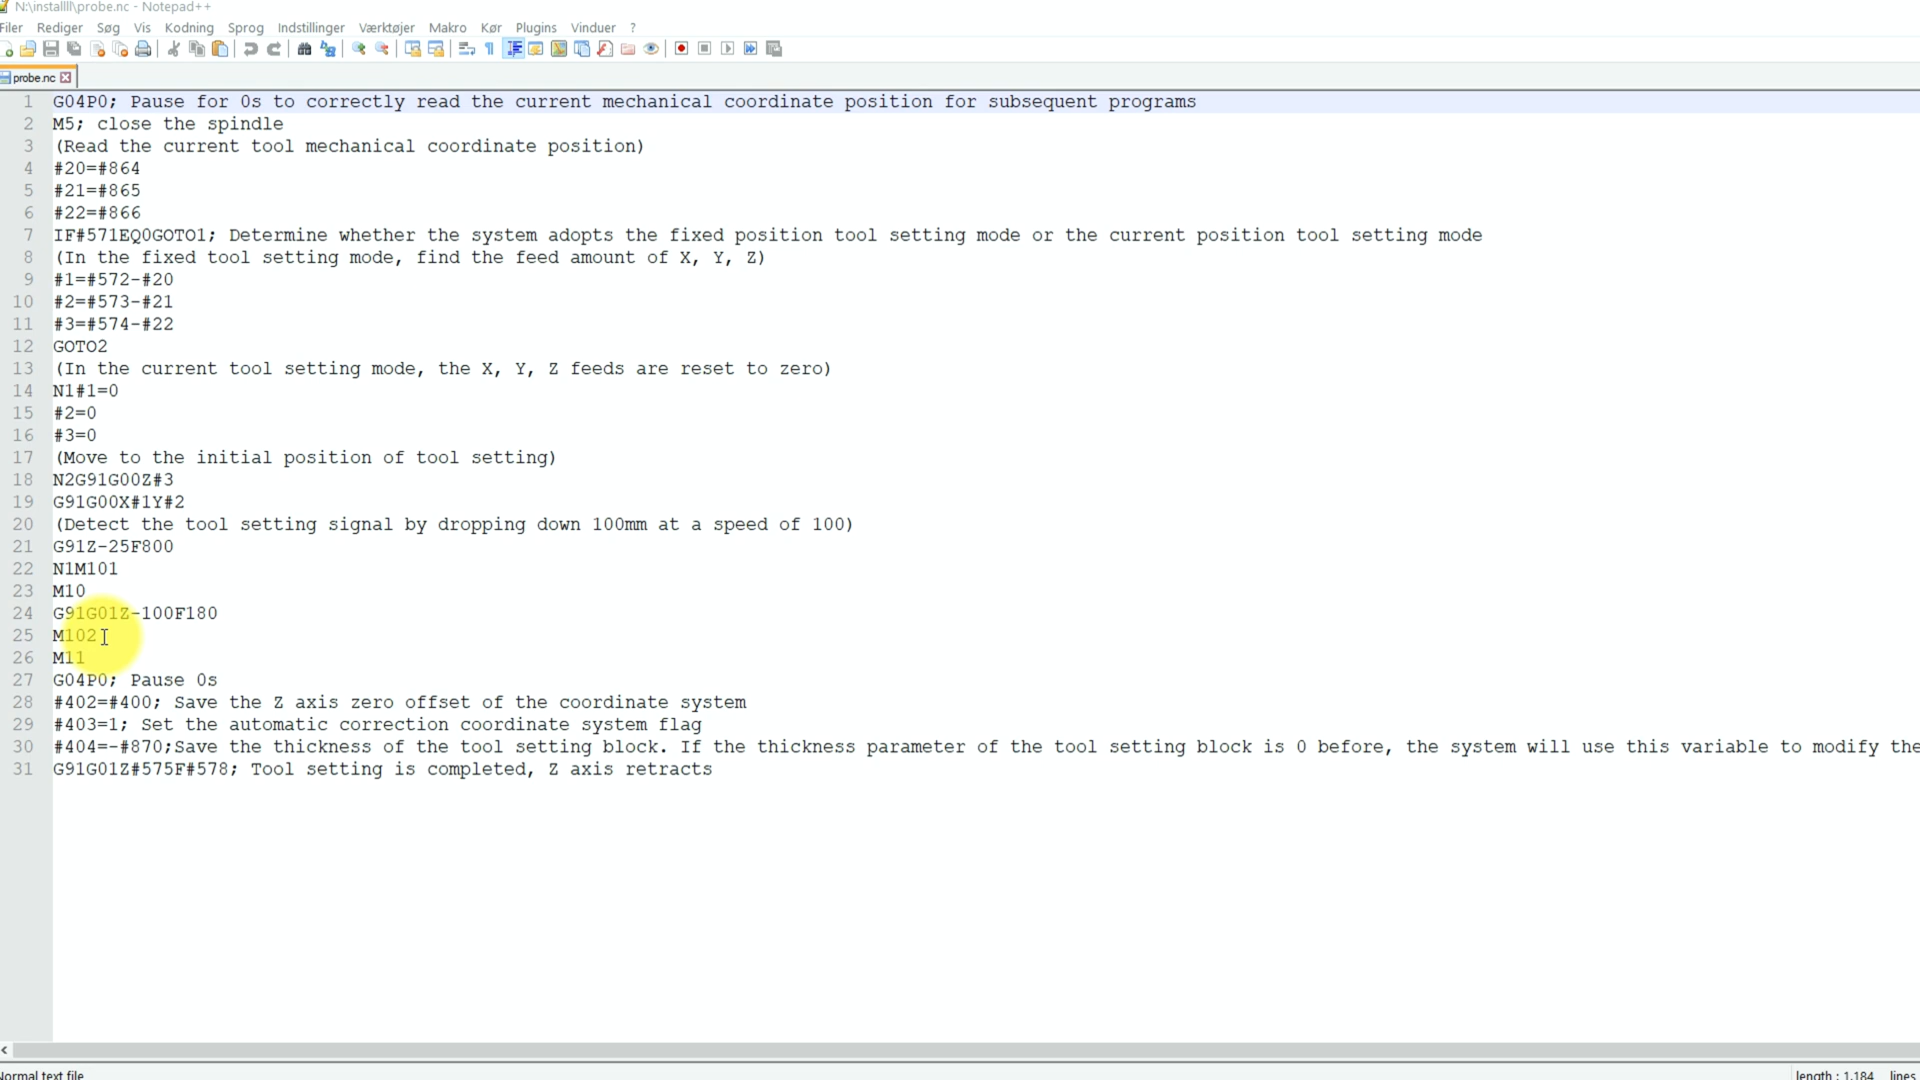 N:\installl\probe.nc - Notepad++
Filer Rediger Søg Vis Kodning Sprog Indstillinger Værktøjer Makro Kør Plugins Vinduer ?
probe.nc
1 G04P0; Pause for 0s to correctly read the current mechanical coordinate position for subsequent programs
2 M5; close the spindle
3 (Read the current tool mechanical coordinate position)
4 #20=#864
5 #21=#865
6 #22=#866
7 IF#571EQ0GOTO1; Determine whether the system adopts the fixed position tool setting mode or the current position tool setting mode
8 (In the fixed tool setting mode, find the feed amount of X, Y, Z)
9 #1=#572-#20
10 #2=#573-#21
11 #3=#574-#22
12 GOTO2
13 (In the current tool setting mode, the X, Y, Z feeds are reset to zero)
14 N1#1=0
15 #2=0
16 #3=0
17 (Move to the initial position of tool setting)
18 N2G91G00Z#3
19 G91G00X#1Y#2
20 (Detect the tool setting signal by dropping down 100mm at a speed of 100)
21 G91Z-25F800
22 N1M101
23 M10
24 G91G01Z-100F180
25 M102
26 M11
27 G04P0; Pause 0s
28 #402=#400; Save the Z axis zero offset of the coordinate system
29 #403=1; Set the automatic correction coordinate system flag
30 #404=-#870;Save the thickness of the tool setting block. If the thickness parameter of the tool setting block is 0 before, the system will use this variable to modify the
31 G91G01Z#575F#578; Tool setting is completed, Z axis retracts
Normal text file length : 1.184 lines